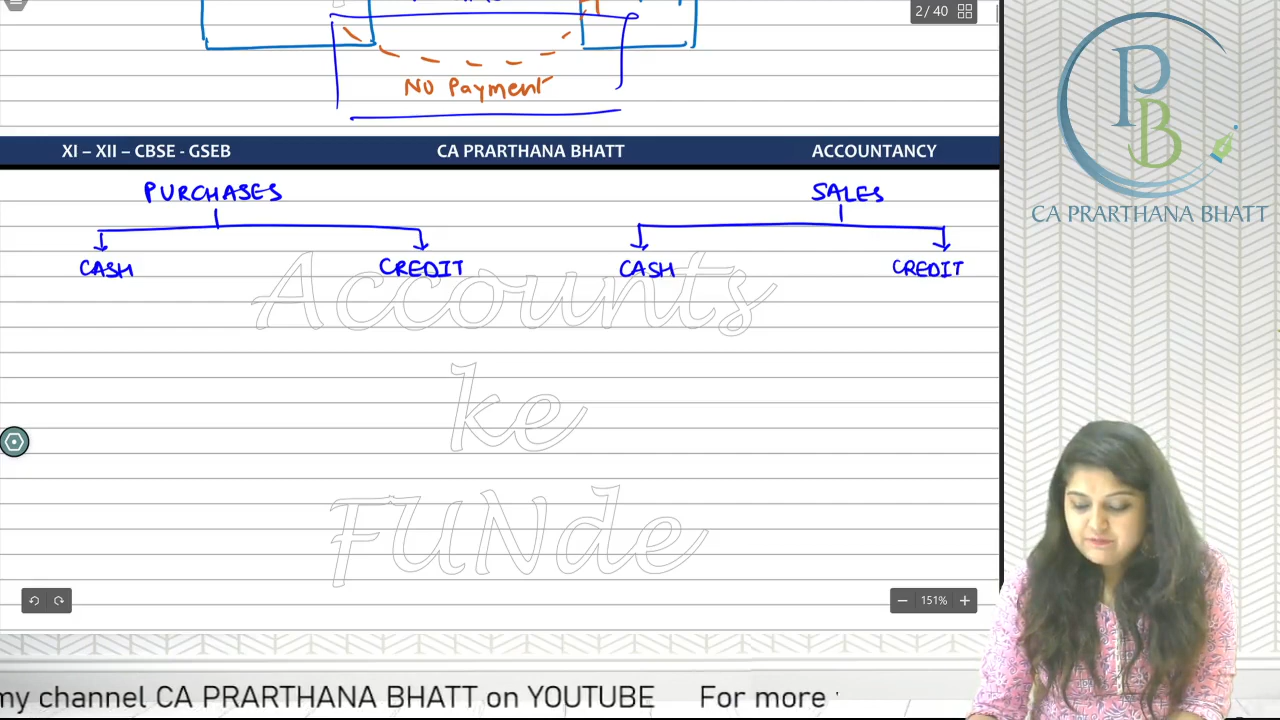 2 / 40
No Payment
XI – XII – CBSE - GSEB CA PRARTHANA BHATT ACCOUNTANCY
PB
CA PRARTHANA BHATT
PURCHASES SALES
CASH CREDIT CASH CREDIT
Accounts
ke
FUNde
151%
my channel CA PRARTHANA BHATT on YOUTUBE For more